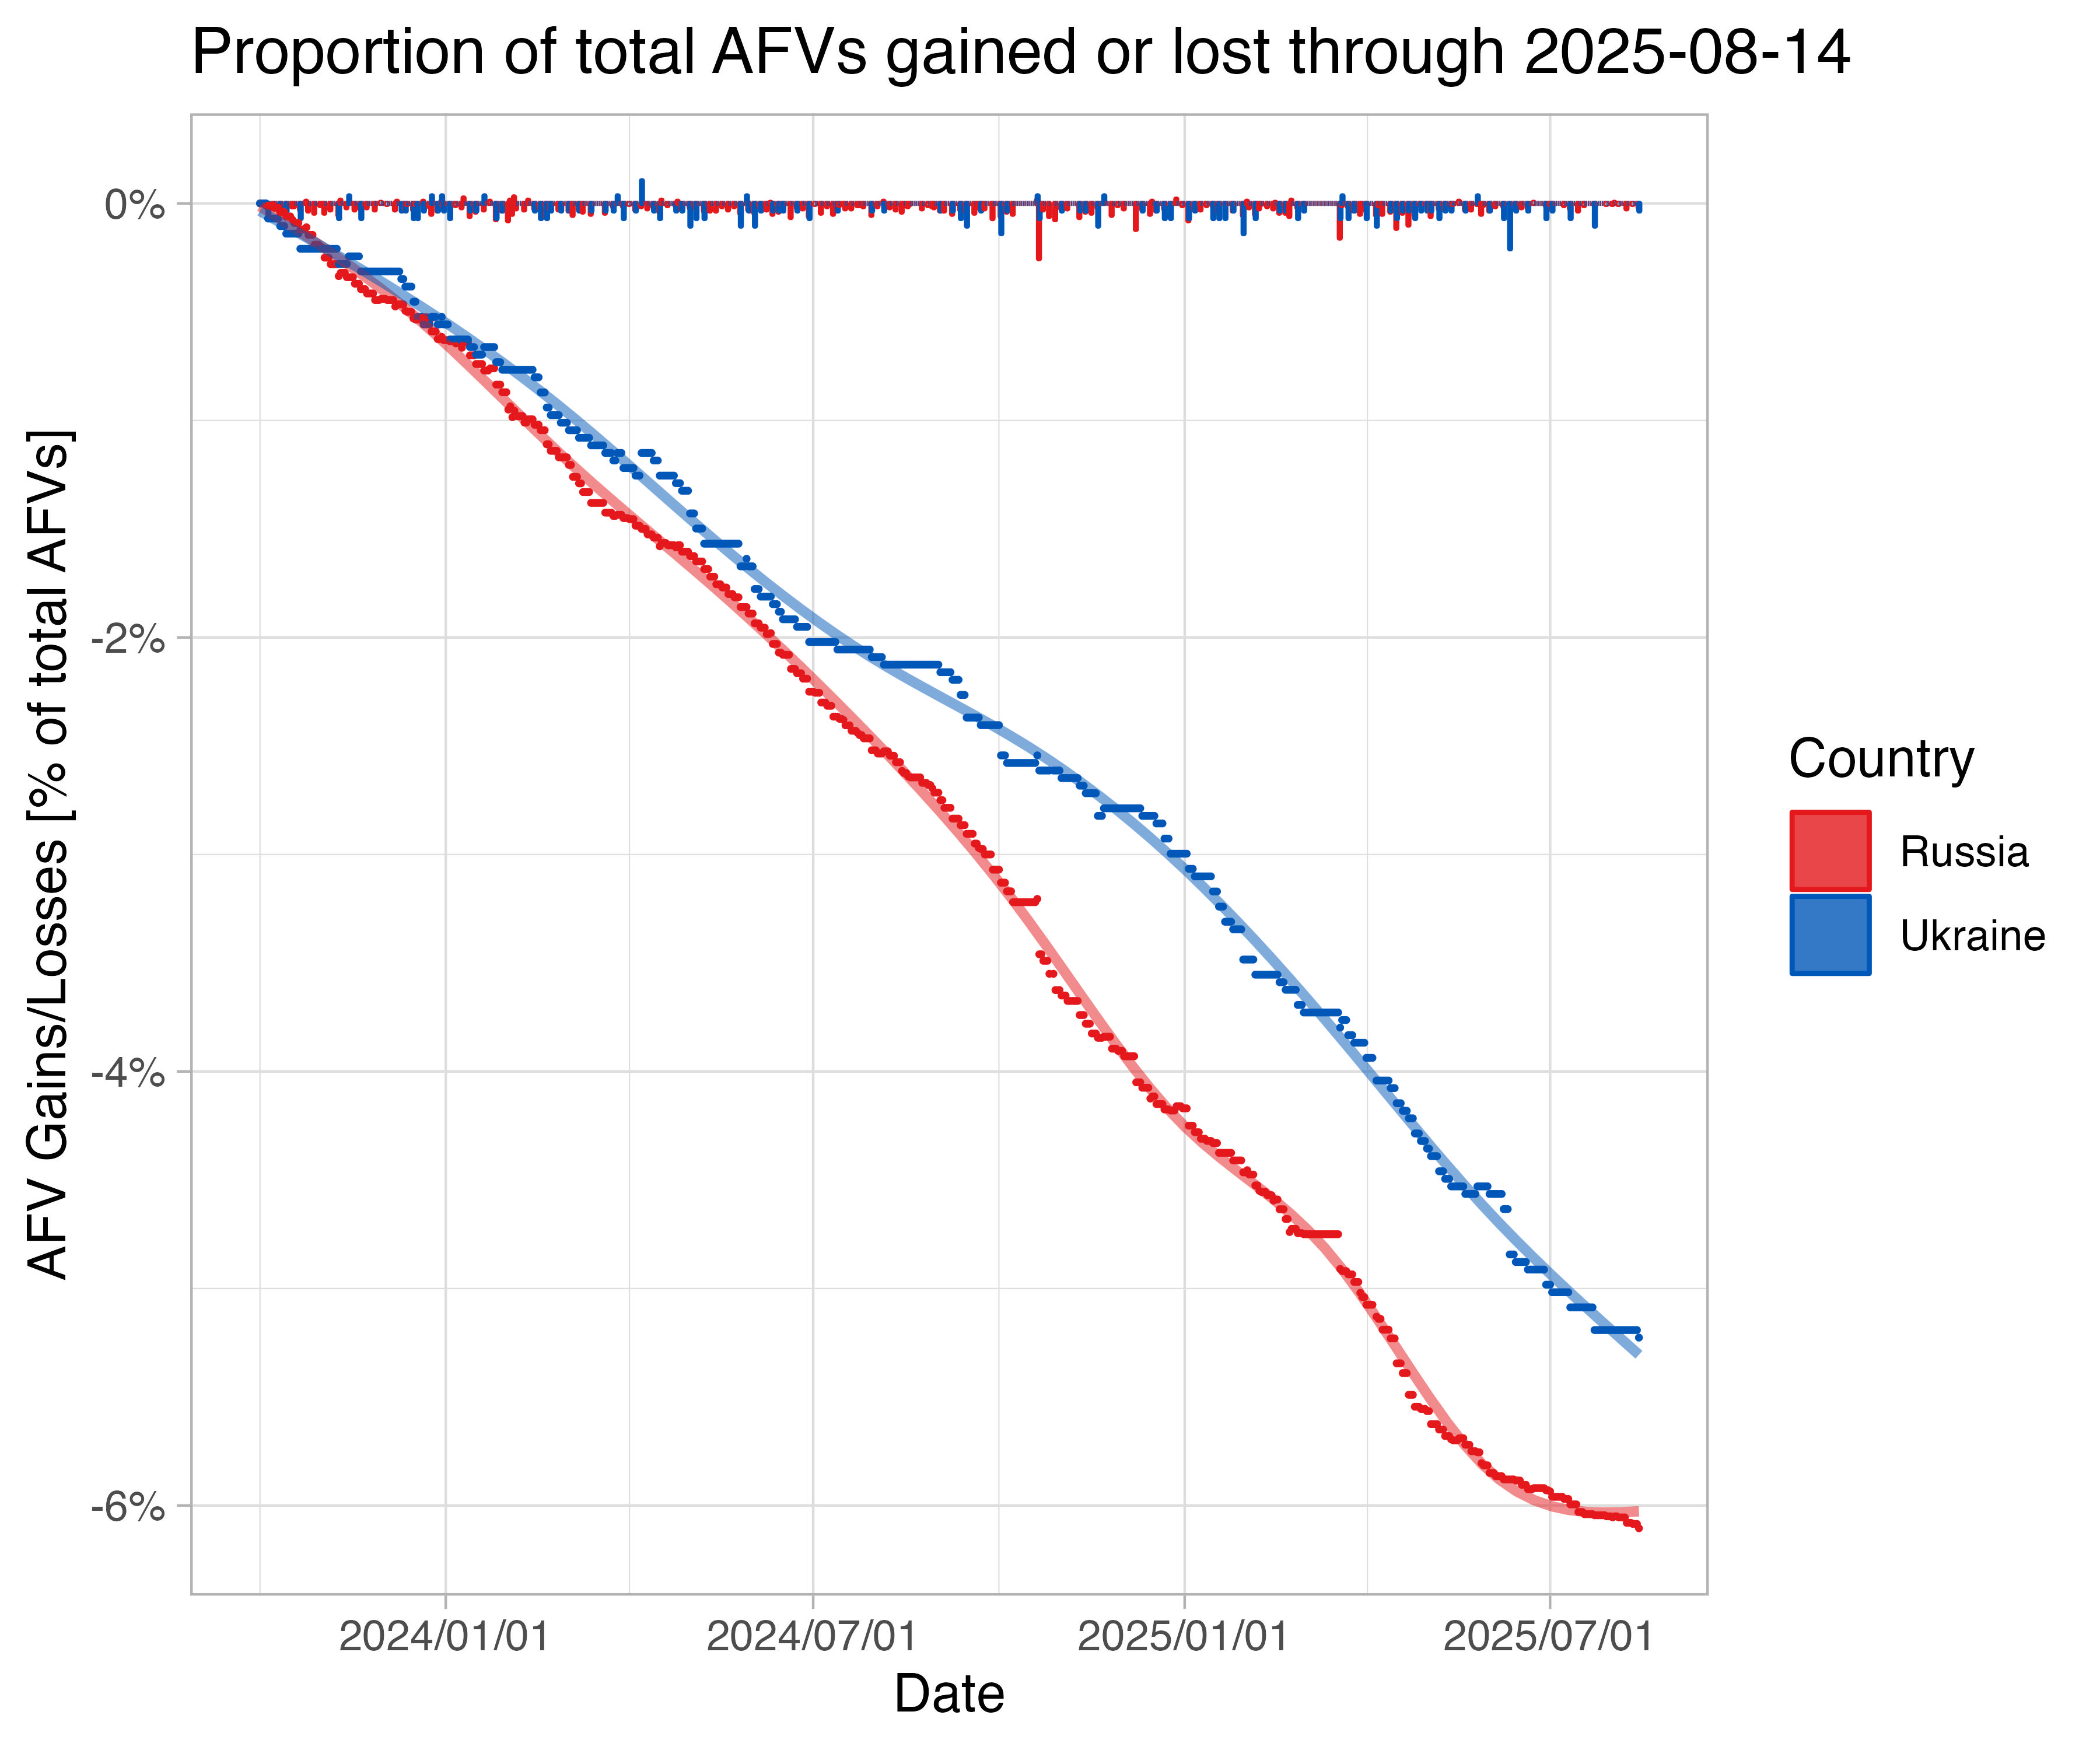 Proportion of total AFVs gained or lost through 2025-08-14
AFV Gains/Losses [% of total AFVs]
0%
-2%
-4%
-6%
2024/01/01
2024/07/01
2025/01/01
2025/07/01
Date
Country
Russia
Ukraine